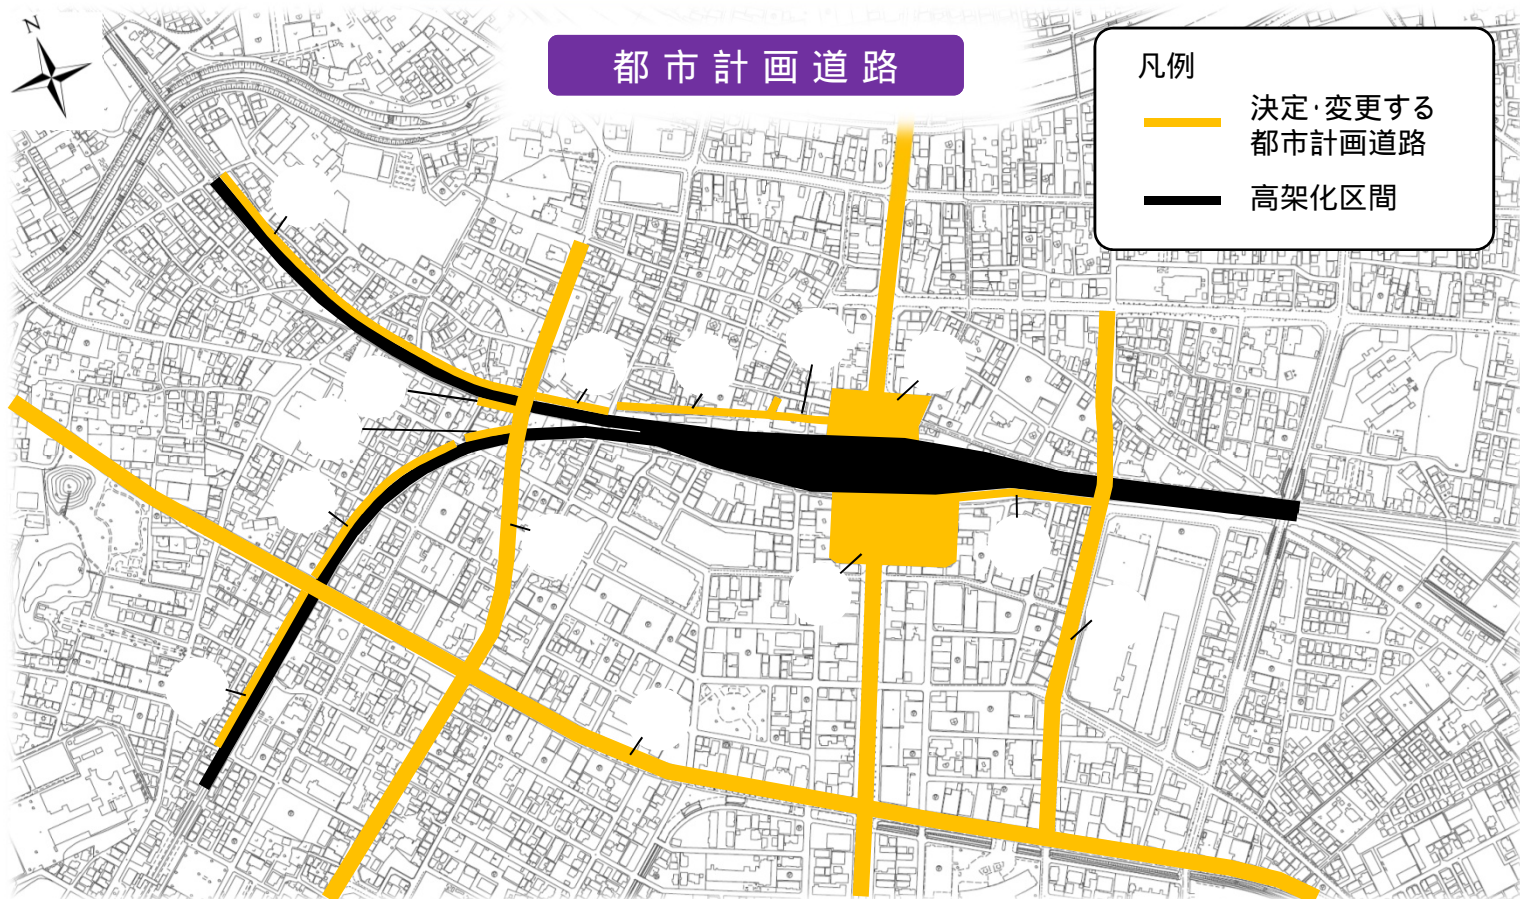 N
都市計画道路
凡例
決定・変更する
都市計画道路
高架化区間